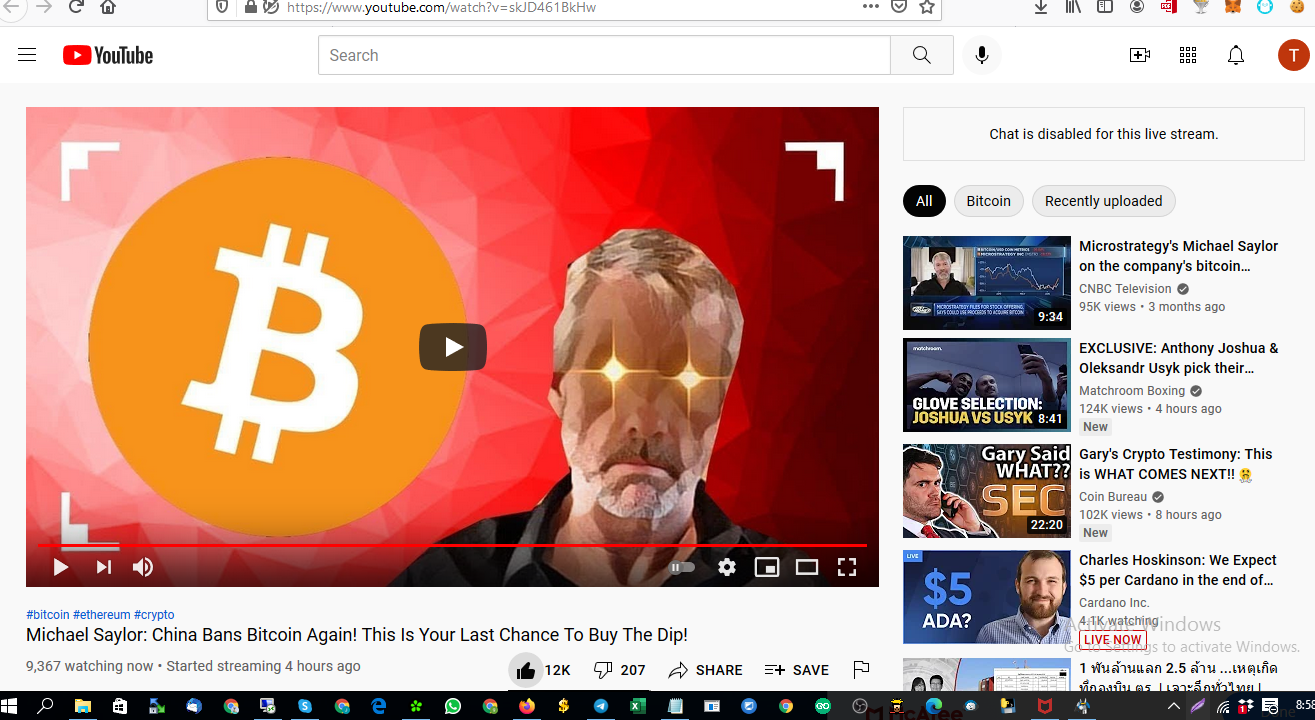 https://www.youtube.com/watch?v=skJD461BkHw
YouTube
Search
T
Chat is disabled for this live stream.
All
Bitcoin
Recently uploaded
Microstrategy's Michael Saylor
on the company's bitcoin...
CNBC Television
95K views • 3 months ago
9:34
matchroom.
GLOVE SELECTION:
JOSHUA VS USYK
8:41
EXCLUSIVE: Anthony Joshua &
Oleksandr Usyk pick their...
Matchroom Boxing
124K views • 4 hours ago
New
Gary Said
WHAT??
SEC
22:20
Gary's Crypto Testimony: This
is WHAT COMES NEXT!!
Coin Bureau
102K views • 8 hours ago
New
LIVE
$5
ADA?
Charles Hoskinson: We Expect
$5 per Cardano in the end of...
Cardano Inc.
4.1K watching
LIVE NOW
Activate Windows
Go to Settings to activate Windows.
1 พันล้านแลก 2.5 ล้าน ...เหตุเกิด
#bitcoin #ethereum #crypto
Michael Saylor: China Bans Bitcoin Again! This Is Your Last Chance To Buy The Dip!
9,367 watching now • Started streaming 4 hours ago
12K
207
SHARE
SAVE
McAfee